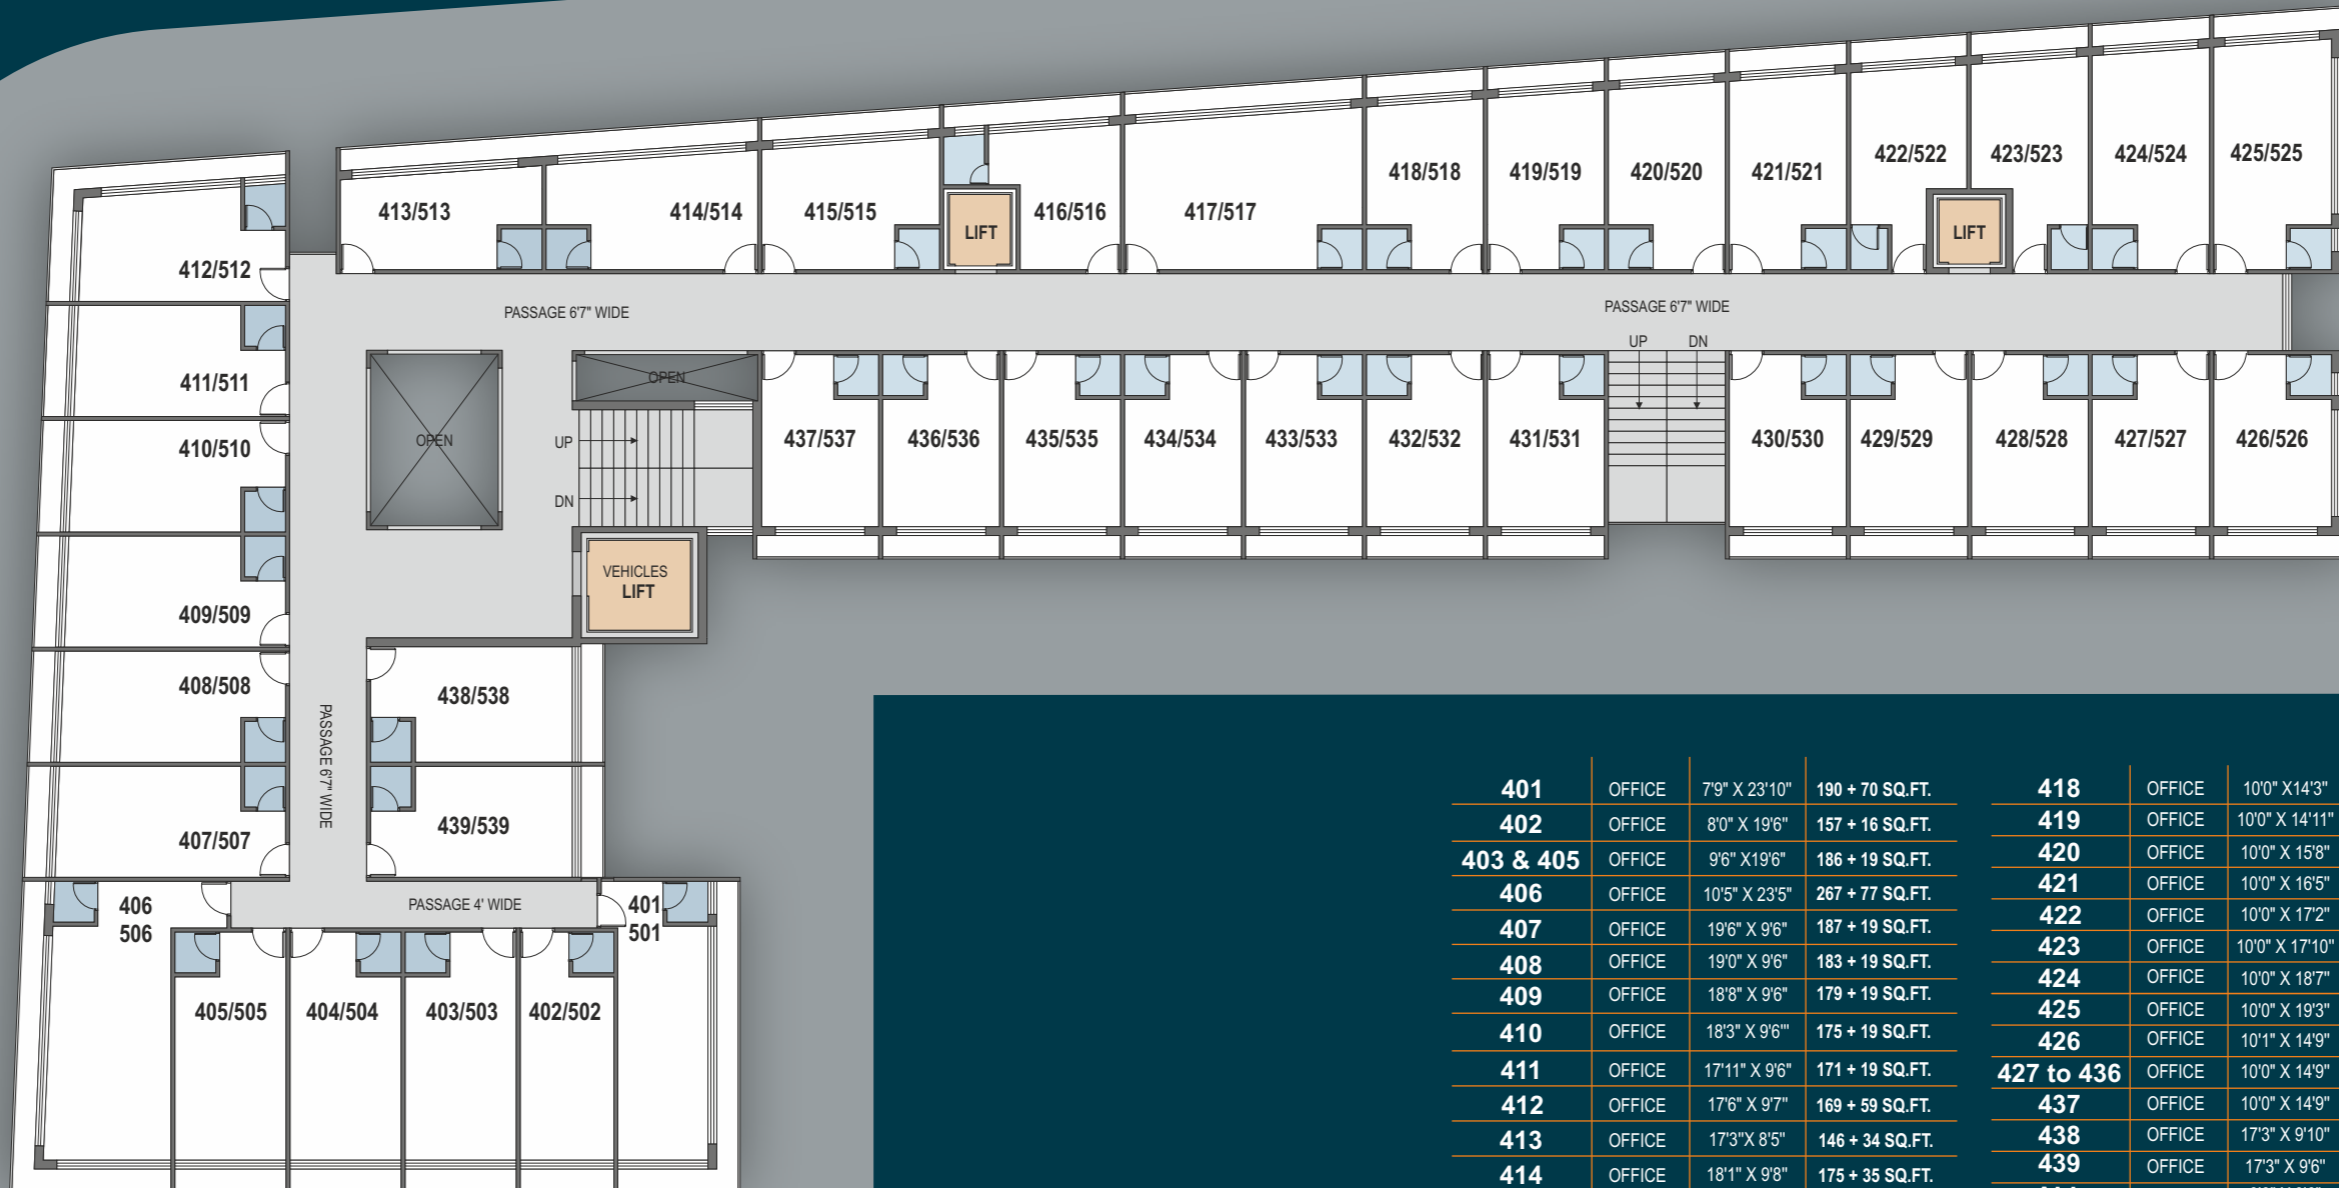 418/518
419/519
420/520
421/521
422/522
423/523
424/524
425/525
413/513
414/514
415/515
LIFT
416/516
417/517
LIFT
412/512
PASSAGE 6'7" WIDE
PASSAGE 6'7" WIDE
UP
DN
411/511
OPEN
OPEN
410/510
UP
DN
437/537
436/536
435/535
434/534
433/533
432/532
431/531
430/530
429/529
428/528
427/527
426/526
VEHICLES
LIFT
409/509
408/508
438/538
PASSAGE 6'7" WIDE
407/507
439/539
406
506
PASSAGE 4' WIDE
401
501
405/505
404/504
403/503
402/502
401 OFFICE 7'9" X 23'10" 190 + 70 SQ.FT.
402 OFFICE 8'0" X 19'6" 157 + 16 SQ.FT.
403 & 405 OFFICE 9'6" X19'6" 186 + 19 SQ.FT.
406 OFFICE 10'5" X 23'5" 267 + 77 SQ.FT.
407 OFFICE 19'6" X 9'6" 187 + 19 SQ.FT.
408 OFFICE 19'0" X 9'6" 183 + 19 SQ.FT.
409 OFFICE 18'8" X 9'6" 179 + 19 SQ.FT.
410 OFFICE 18'3" X 9'6'" 175 + 19 SQ.FT.
411 OFFICE 17'11" X 9'6" 171 + 19 SQ.FT.
412 OFFICE 17'6" X 9'7" 169 + 59 SQ.FT.
413 OFFICE 17'3"X 8'5" 146 + 34 SQ.FT.
414 OFFICE 18'1" X 9'8" 175 + 35 SQ.FT.
418 OFFICE 10'0" X14'3"
419 OFFICE 10'0" X 14'11"
420 OFFICE 10'0" X 15'8"
421 OFFICE 10'0" X 16'5"
422 OFFICE 10'0" X 17'2"
423 OFFICE 10'0" X 17'10"
424 OFFICE 10'0" X 18'7"
425 OFFICE 10'0" X 19'3"
426 OFFICE 10'1" X 14'9"
427 to 436 OFFICE 10'0" X 14'9"
437 OFFICE 10'0" X 14'9"
438 OFFICE 17'3" X 9'10"
439 OFFICE 17'3" X 9'6"